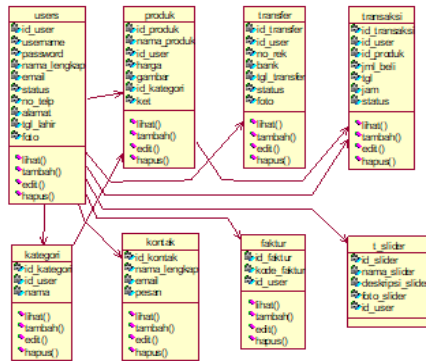 users
id_user
username
password
nama_lengkap
email
status
no_telp
alamat
tgl_lahir
foto
lihat()
tambah()
edit()
hapus()
produk
id_produk
nama_produk
id_user
harga
gambar
id_kategori
ket
lihat()
tambah()
edit()
hapus()
transfer
id_transfer
id_user
no_rek
bank
tgl_transfer
status
foto
lihat()
tambah()
edit()
hapus()
transaksi
id_transaksi
id_user
id_produk
jml_beli
tgl
jam
status
lihat()
tambah()
edit()
hapus()
kategori
id_kategori
id_user
nama
lihat()
tambah()
edit()
hapus()
kontak
id_kontak
nama_lengkap
email
pesan
lihat()
tambah()
edit()
hapus()
faktur
id_faktur
kode_faktur
id_user
lihat()
tambah()
edit()
hapus()
t_slider
id_slider
nama_slider
deskripsi_slider
foto_slider
id_user